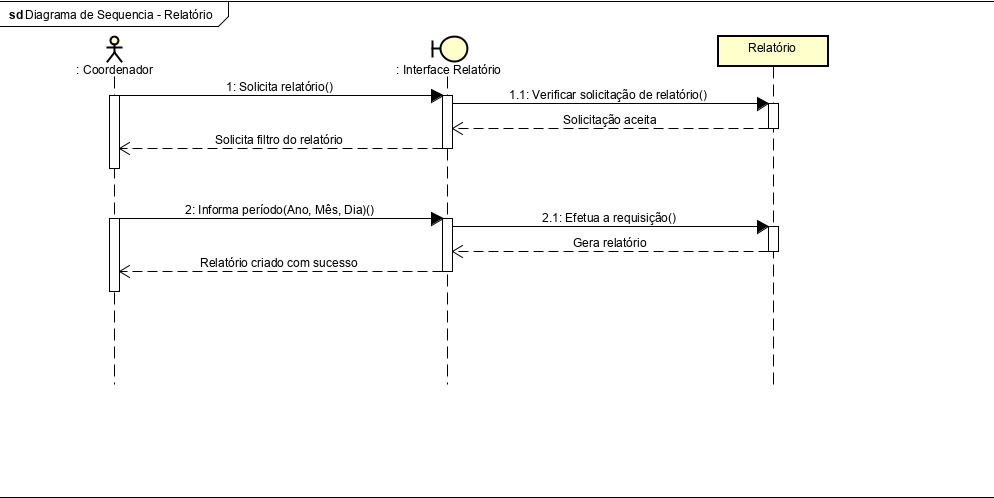 sd Diagrama de Sequencia - Relatório
: Coordenador
: Interface Relatório
Relatório
1: Solicita relatório()
1.1: Verificar solicitação de relatório()
Solicitação aceita
Solicita filtro do relatório
2: Informa período(Ano, Mês, Dia)()
2.1: Efetua a requisição()
Gera relatório
Relatório criado com sucesso